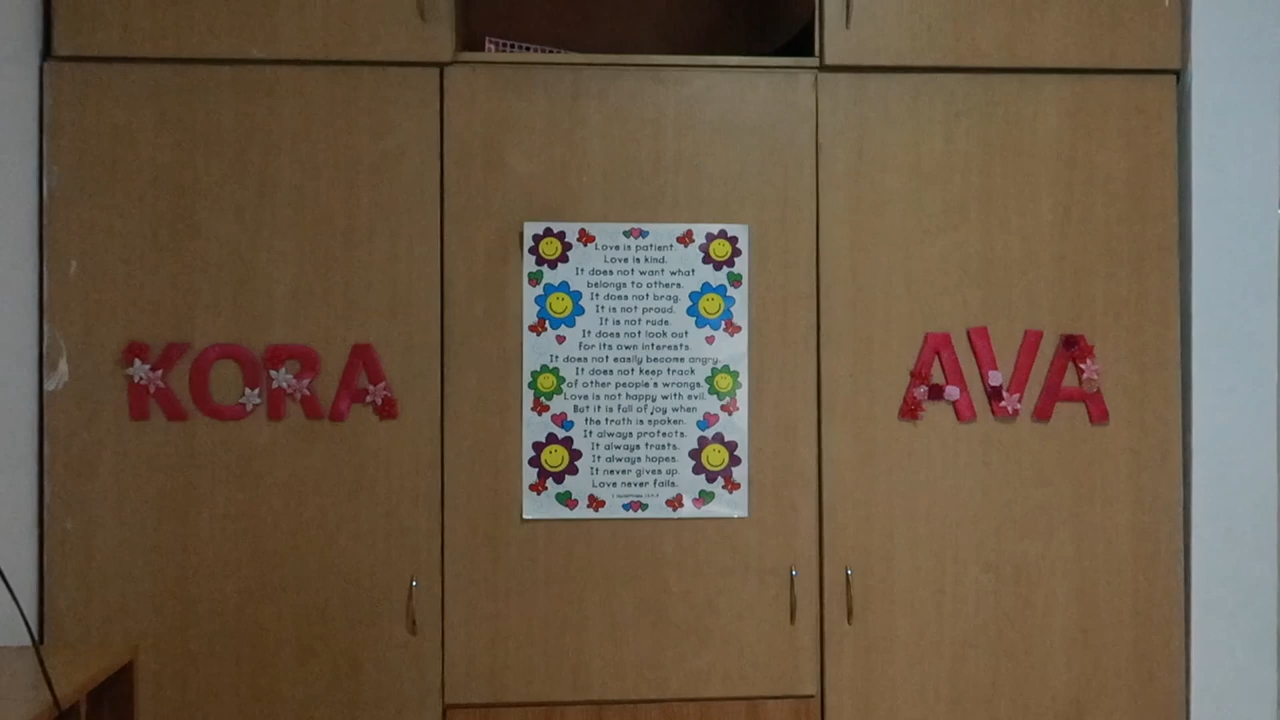 KORA
Love is patient.
Love is kind.
It does not want what
belongs to others.
It does not brag.
It is not proud.
It is not rude.
It does not look out
for its own interests.
It does not easily become angry.
It does not keep track
of other people's wrongs.
Love is not happy with evil.
But it is full of joy when
the truth is spoken.
It always protects.
It always trusts.
It always hopes.
It never gives up.
Love never fails.
AVA